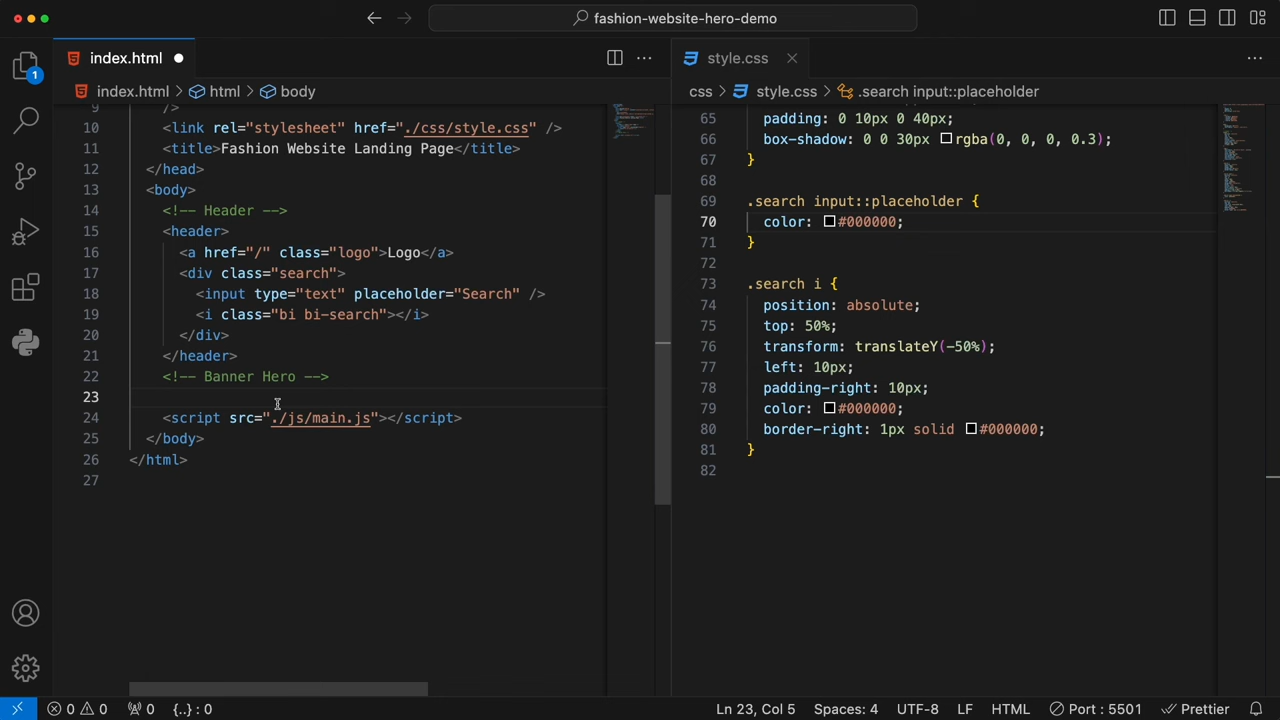 fashion-website-hero-demo
index.html
style.css
index.html > html > body
css > style.css > .search input::placeholder
1
9 />
10 <link rel="stylesheet" href="./css/style.css" />
11 <title>Fashion Website Landing Page</title>
12 </head>
13 <body>
14 <!-- Header -->
15 <header>
16 <a href="/" class="logo">Logo</a>
17 <div class="search">
18 <input type="text" placeholder="Search" />
19 <i class="bi bi-search"></i>
20 </div>
21 </header>
22 <!-- Banner Hero -->
23
24 <script src="./js/main.js"></script>
25 </body>
26 </html>
27
65 padding: 0 10px 0 40px;
66 box-shadow: 0 0 30px rgba(0, 0, 0, 0.3);
67 }
68
69 .search input::placeholder {
70 color: #000000;
71 }
72
73 .search i {
74 position: absolute;
75 top: 50%;
76 transform: translateY(-50%);
77 left: 10px;
78 padding-right: 10px;
79 color: #000000;
80 border-right: 1px solid #000000;
81 }
82
0 0 0 {..} : 0 Ln 23, Col 5 Spaces: 4 UTF-8 LF HTML Port : 5501 Prettier